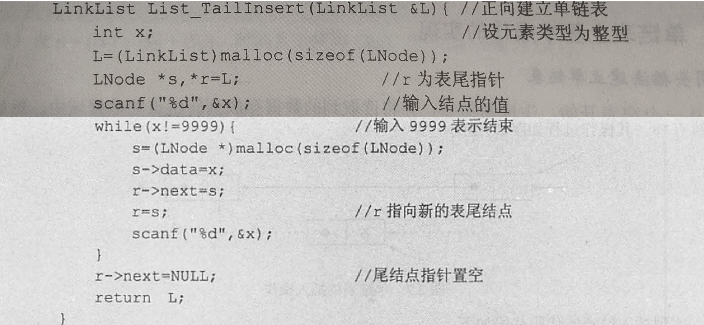 LinkList List_TailInsert(LinkList &L){ //正向建立单链表
int x; //设元素类型为整型
L=(LinkList)malloc(sizeof(LNode));
LNode *s,*r=L; //r 为表尾指针
scanf("%d",&x); //输入结点的值
while(x!=9999){ //输入 9999 表示结束
s=(LNode *)malloc(sizeof(LNode));
s->data=x;
r->next=s;
r=s; //r 指向新的表尾结点
scanf("%d",&x);
}
r->next=NULL; //尾结点指针置空
return L;
}